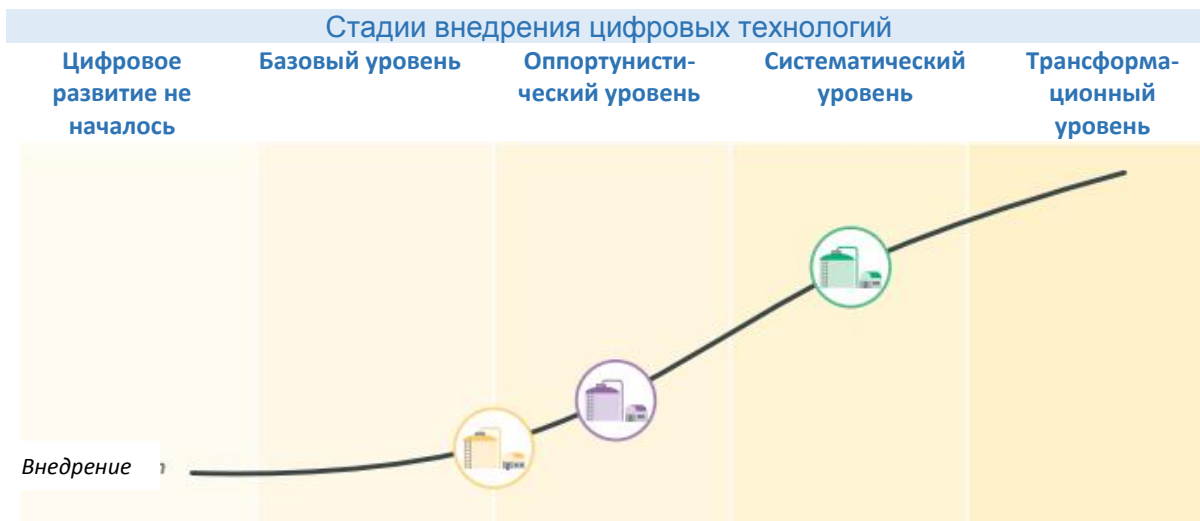 Стадии внедрения цифровых технологий
Цифровое
развитие не
началось
Базовый уровень
Оппортунисти-
ческий уровень
Систематический
уровень
Трансформа-
ционный
уровень
Внедрение